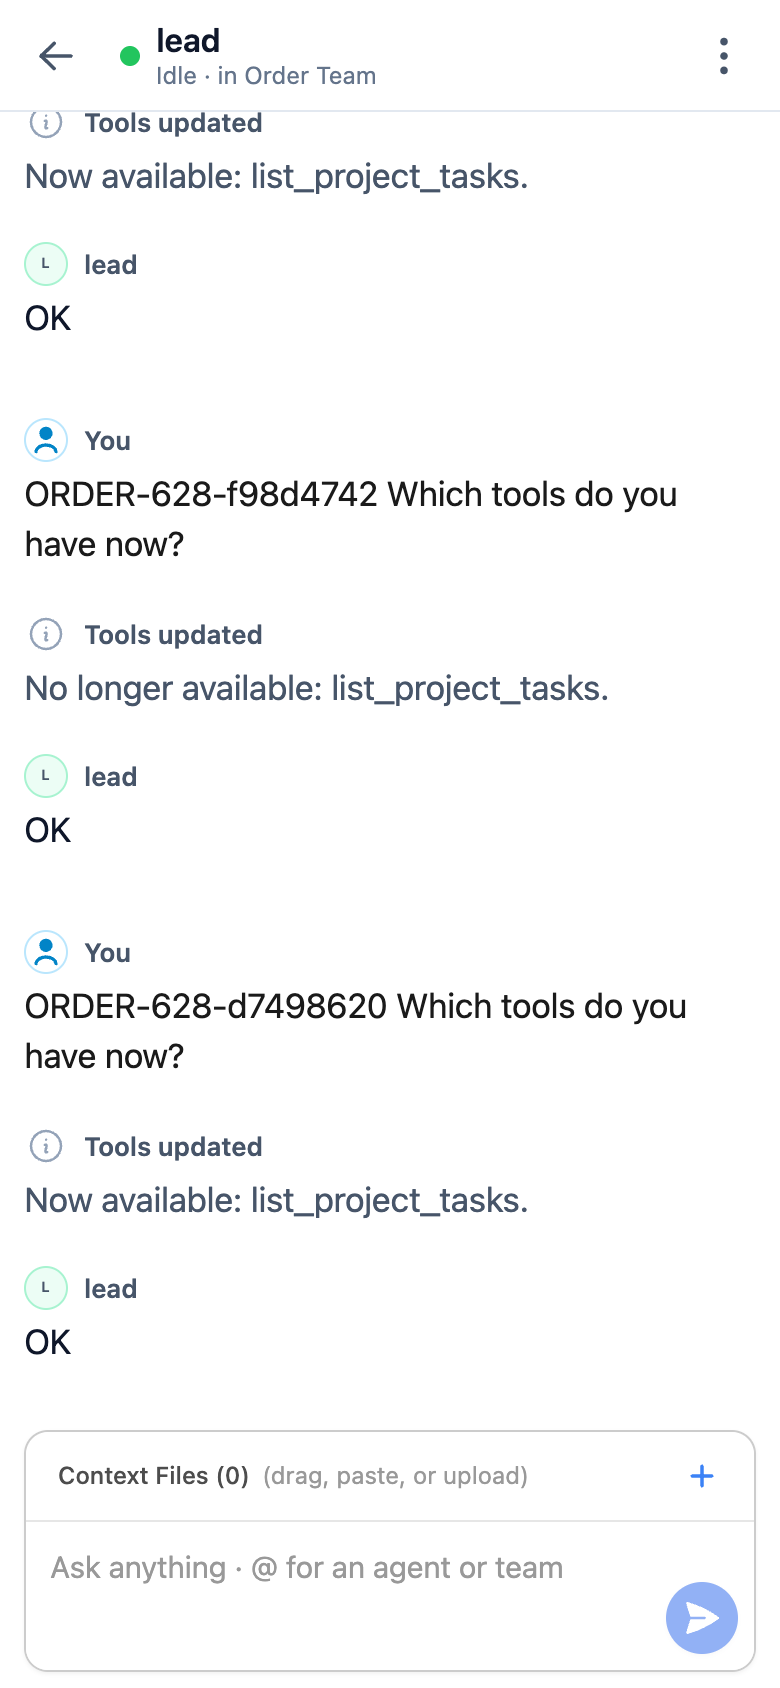 lead
Idle · in Order Team
Tools updated
Now available: list_project_tasks.
L lead
OK
You
ORDER-628-f98d4742 Which tools do you
have now?
Tools updated
No longer available: list_project_tasks.
L lead
OK
You
ORDER-628-d7498620 Which tools do you
have now?
Tools updated
Now available: list_project_tasks.
L lead
OK
Context Files (0) (drag, paste, or upload)
Ask anything · @ for an agent or team